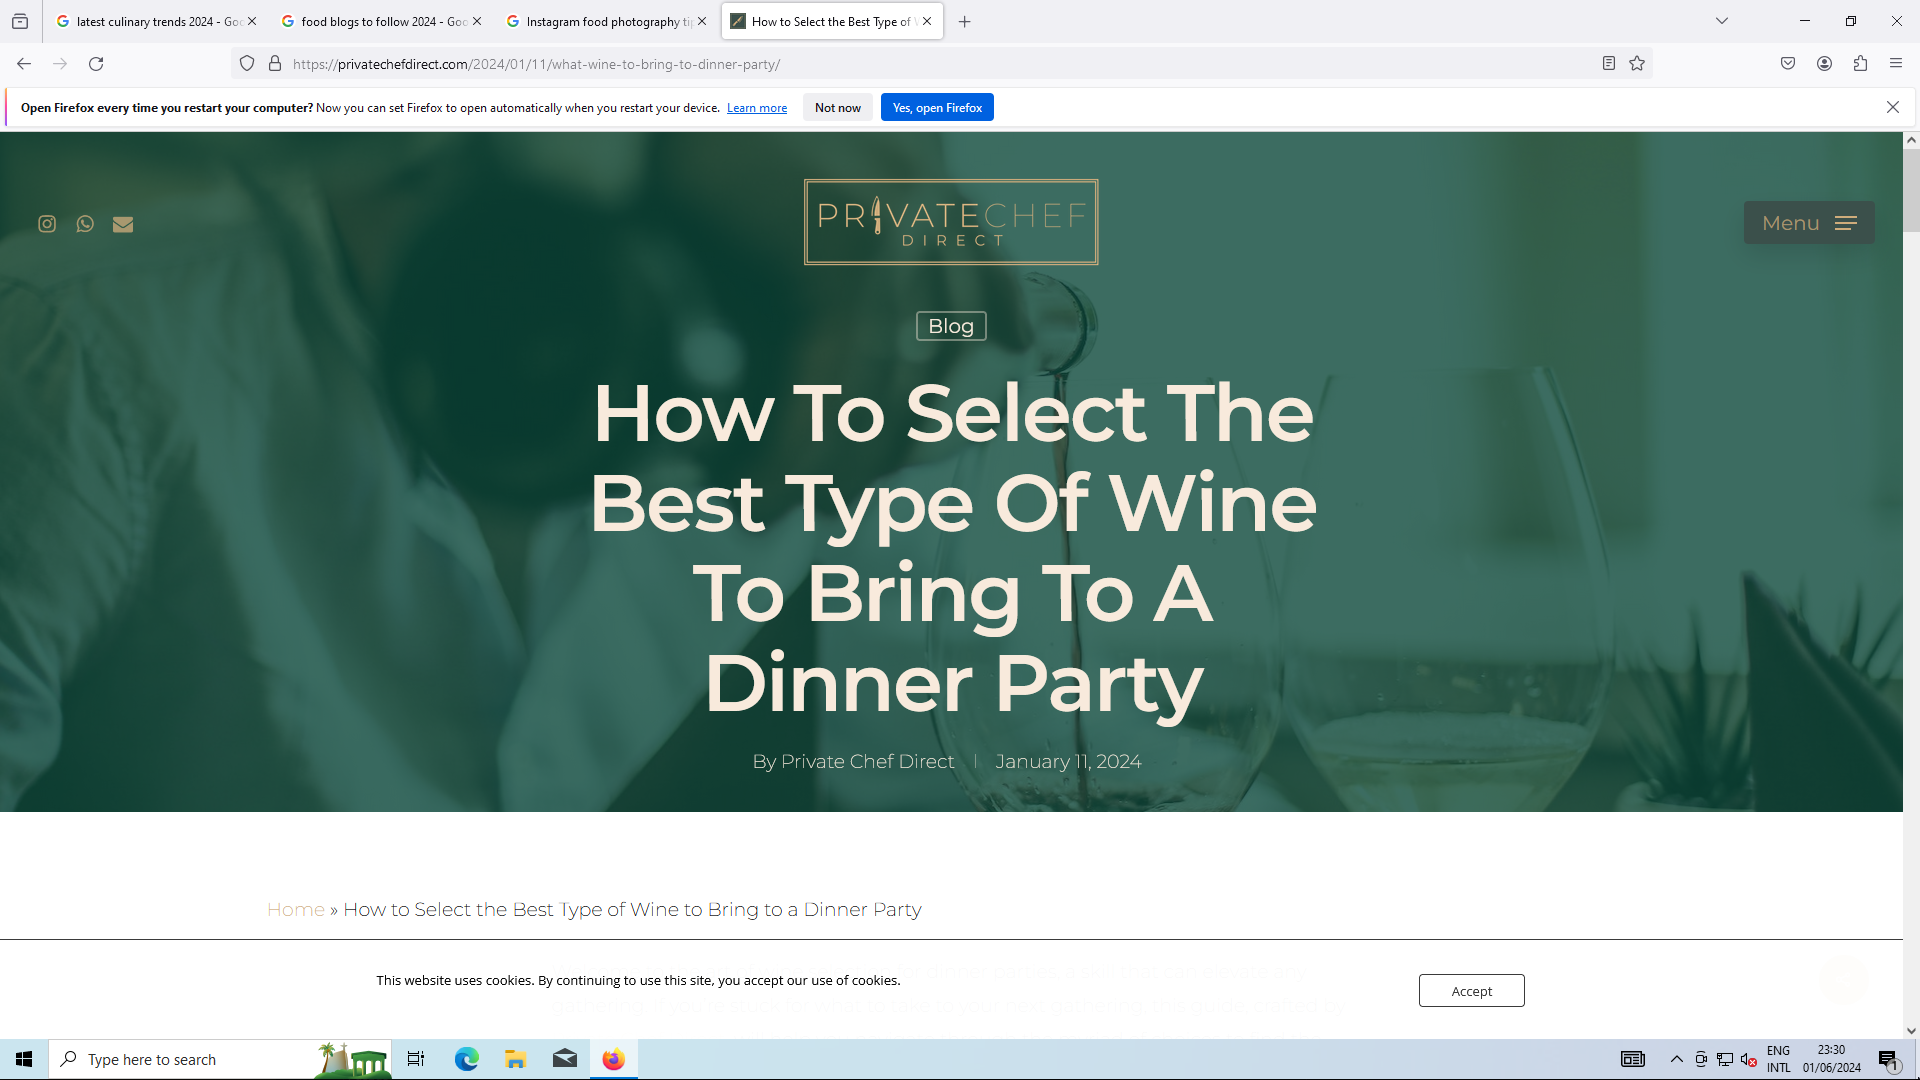 latest culinary trends 2024 - Goo
food blogs to follow 2024 - Goo
Instagram food photography tip
How to Select the Best Type of
https://privatechefdirect.com/2024/01/11/what-wine-to-bring-to-dinner-party/
Open Firefox every time you restart your computer? Now you can set Firefox to open automatically when you restart your device. Learn more
Not now
Yes, open Firefox
PRIVATECHEF
DIRECT
Menu
Blog
How To Select The
Best Type Of Wine
To Bring To A
Dinner Party
By Private Chef Direct
January 11, 2024
Home » How to Select the Best Type of Wine to Bring to a Dinner Party
This website uses cookies. By continuing to use this site, you accept our use of cookies.
Accept
Type here to search
ENG
INTL
23:30
01/06/2024
1